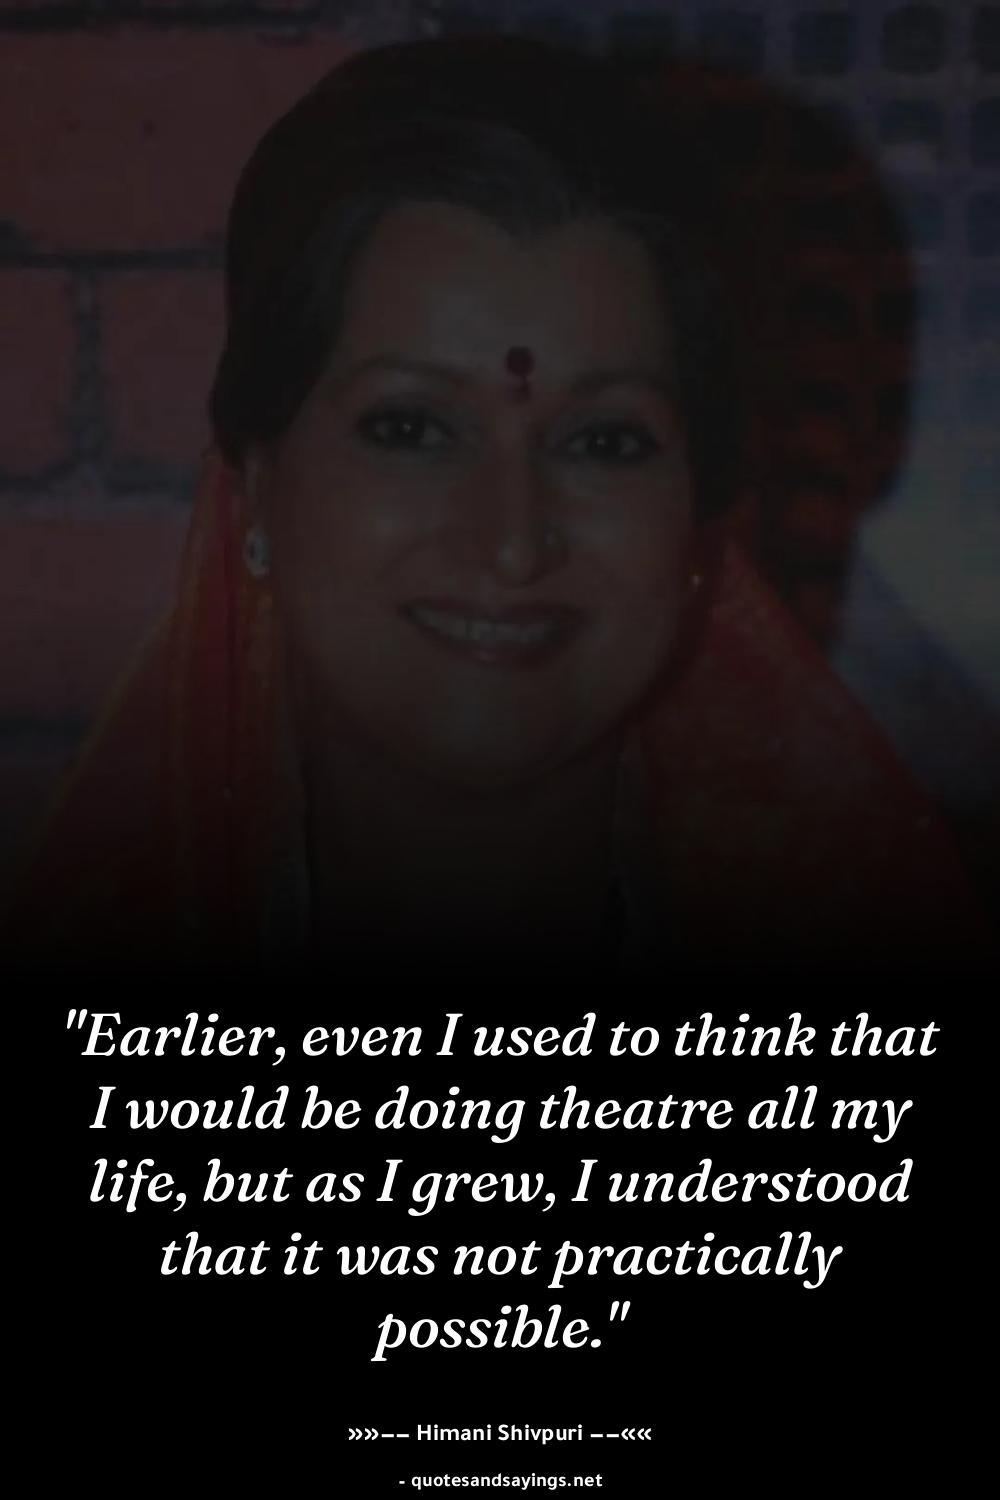 "Earlier, even I used to think that
I would be doing theatre all my
life, but as I grew, I understood
that it was not practically
possible."
»»—— Himani Shivpuri ——««
- quotesandsayings.net